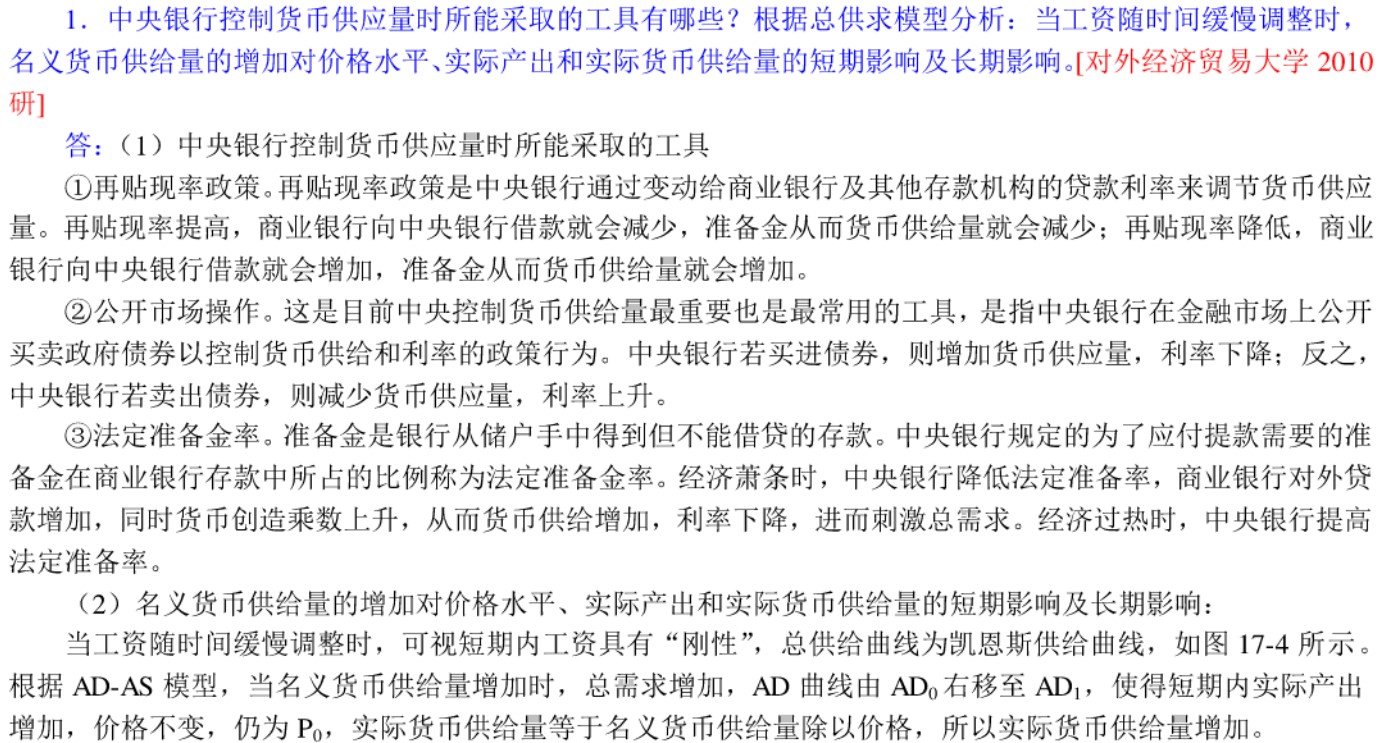 1．中央银行控制货币供应量时所能采取的工具有哪些？根据总供求模型分析：当工资随时间缓慢调整时，
名义货币供给量的增加对价格水平、实际产出和实际货币供给量的短期影响及长期影响。[对外经济贸易大学 2010
研]
答：（1）中央银行控制货币供应量时所能采取的工具
①再贴现率政策。再贴现率政策是中央银行通过变动给商业银行及其他存款机构的贷款利率来调节货币供应
量。再贴现率提高，商业银行向中央银行借款就会减少，准备金从而货币供给量就会减少；再贴现率降低，商业
银行向中央银行借款就会增加，准备金从而货币供给量就会增加。
②公开市场操作。这是目前中央控制货币供给量最重要也是最常用的工具，是指中央银行在金融市场上公开
买卖政府债券以控制货币供给和利率的政策行为。中央银行若买进债券，则增加货币供应量，利率下降；反之，
中央银行若卖出债券，则减少货币供应量，利率上升。
③法定准备金率。准备金是银行从储户手中得到但不能借贷的存款。中央银行规定的为了应付提款需要的准
备金在商业银行存款中所占的比例称为法定准备金率。经济萧条时，中央银行降低法定准备率，商业银行对外贷
款增加，同时货币创造乘数上升，从而货币供给增加，利率下降，进而刺激总需求。经济过热时，中央银行提高
法定准备率。
（2）名义货币供给量的增加对价格水平、实际产出和实际货币供给量的短期影响及长期影响：
当工资随时间缓慢调整时，可视短期内工资具有“刚性”，总供给曲线为凯恩斯供给曲线，如图 17-4 所示。
根据 AD-AS 模型，当名义货币供给量增加时，总需求增加，AD 曲线由 AD₀右移至 AD₁，使得短期内实际产出
增加，价格不变，仍为 P₀，实际货币供给量等于名义货币供给量除以价格，所以实际货币供给量增加。